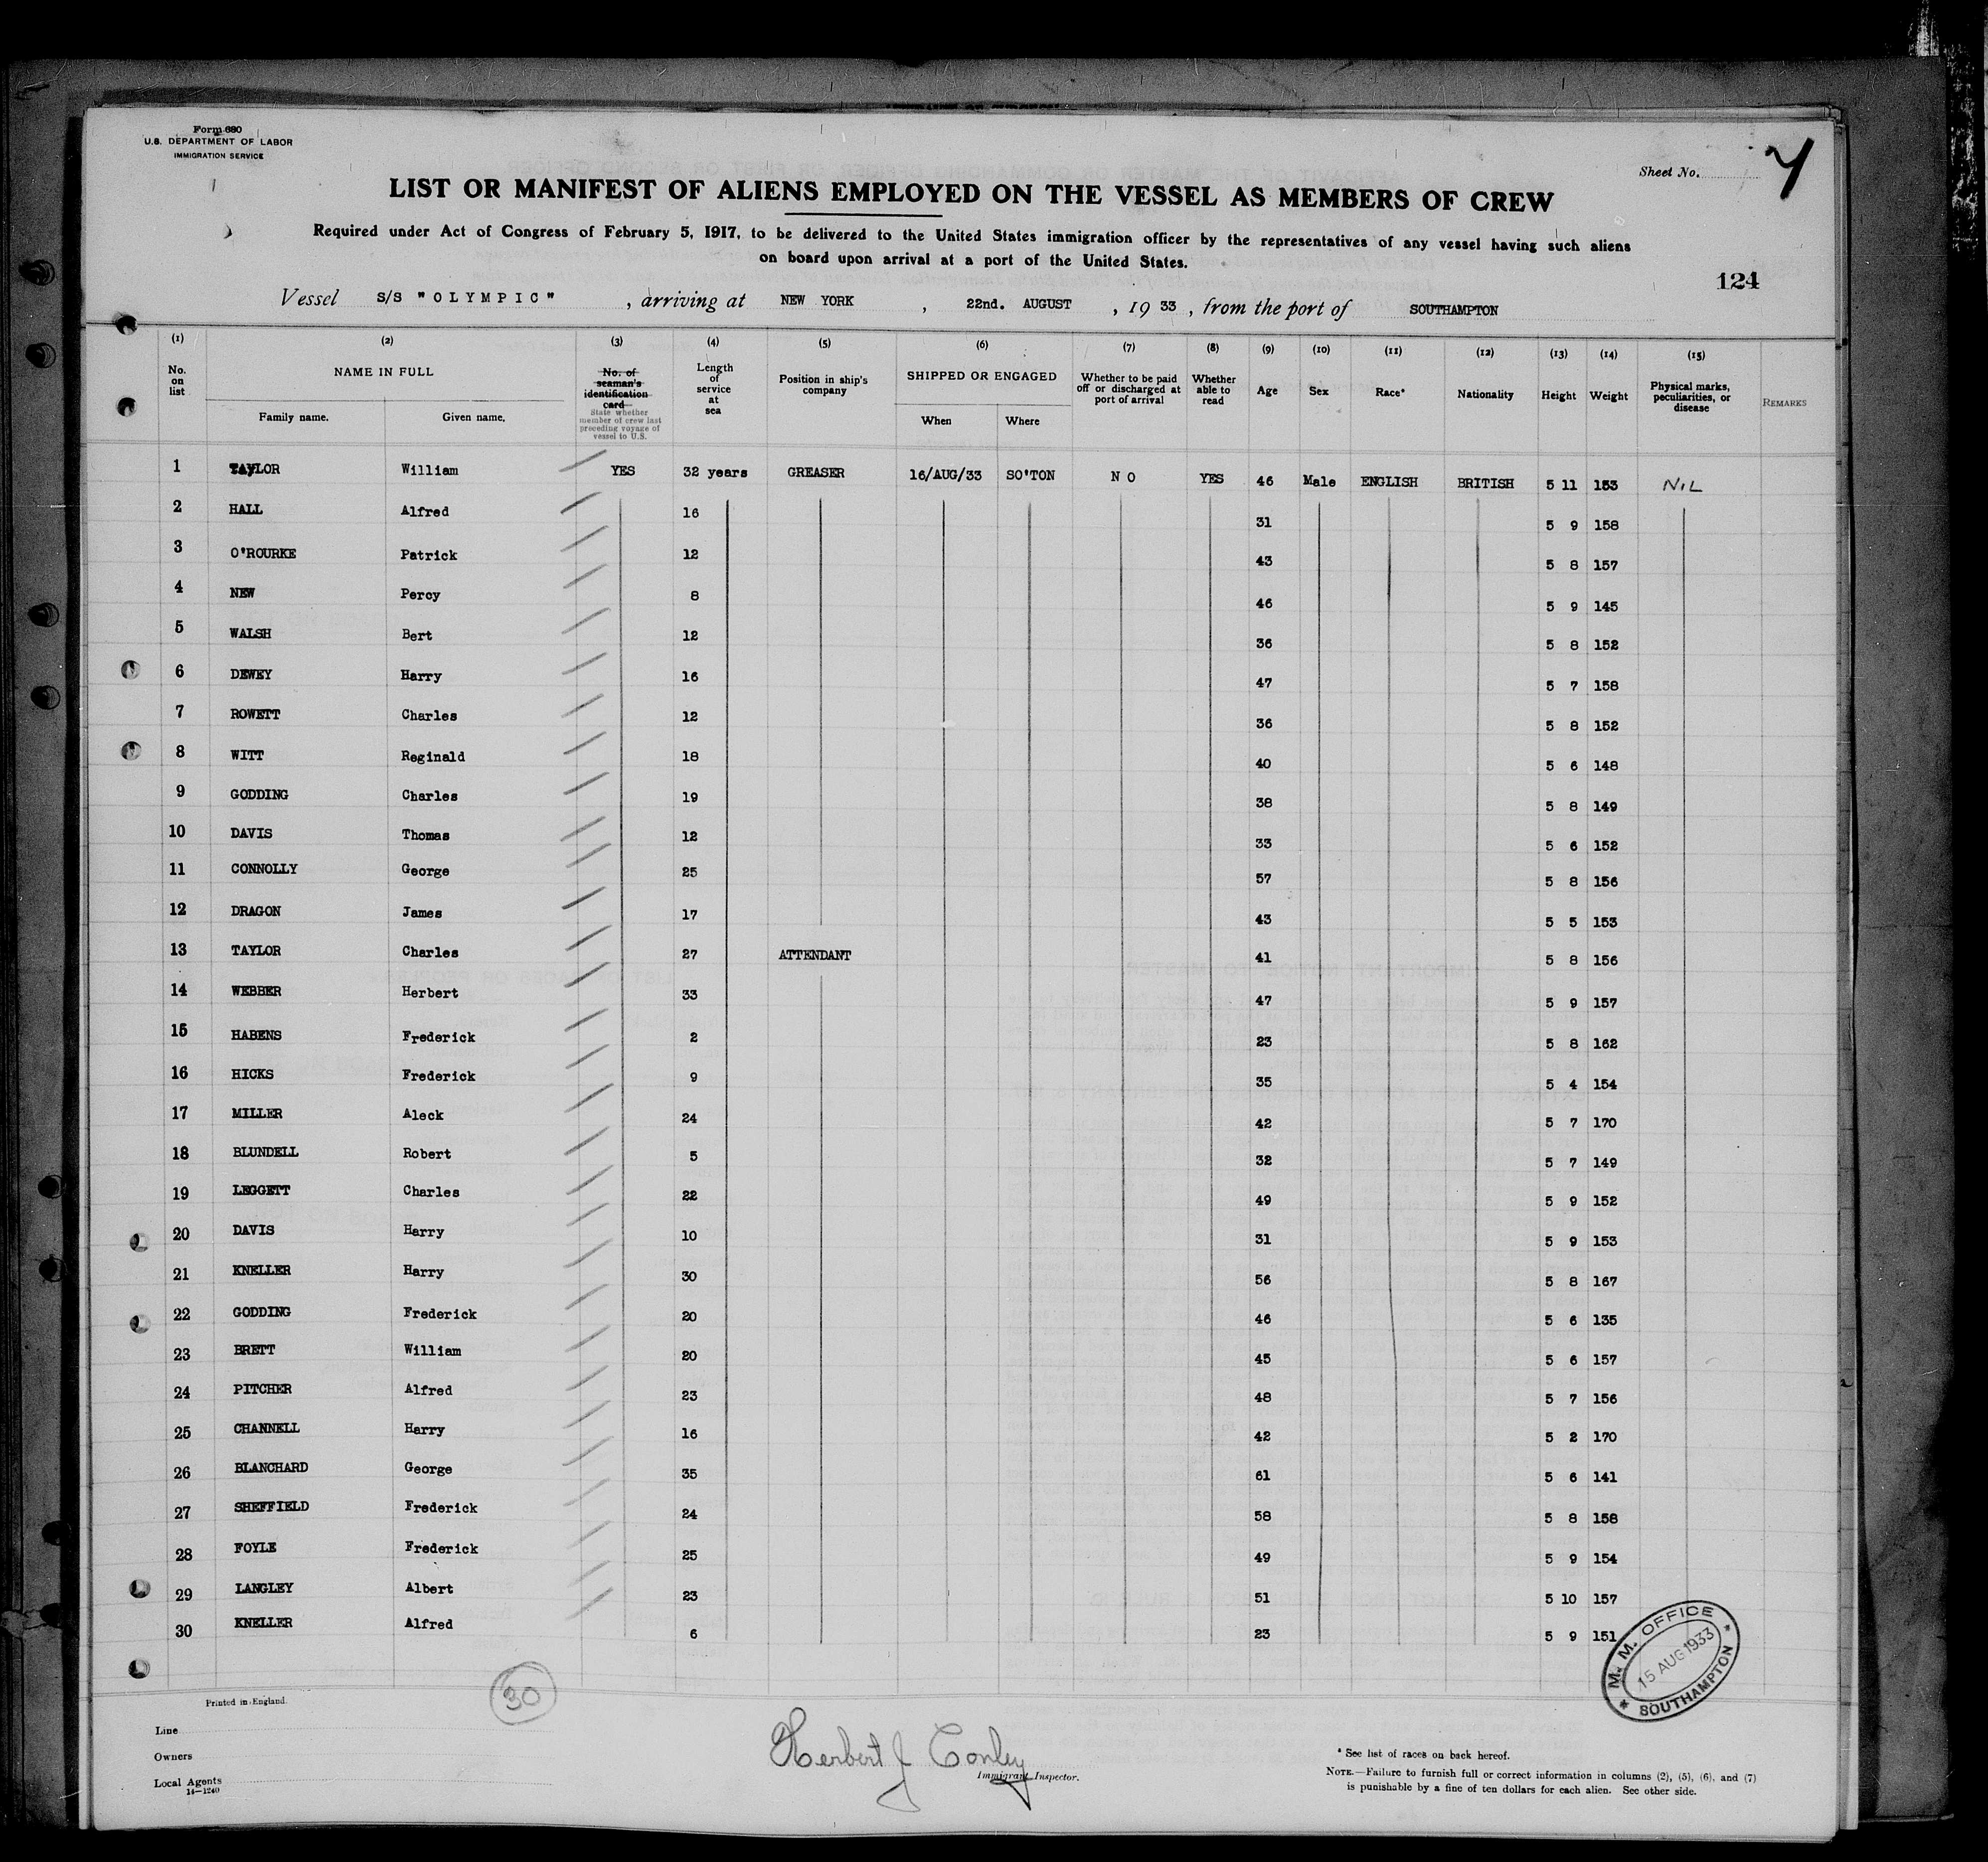 Form 680
U.S. DEPARTMENT OF LABOR
IMMIGRATION SERVICE
Sheet No. 7
LIST OR MANIFEST OF ALIENS EMPLOYED ON THE VESSEL AS MEMBERS OF CREW
Required under Act of Congress of February 5, 1917, to be delivered to the United States immigration officer by the representatives of any vessel having such aliens
on board upon arrival at a port of the United States.
124
Vessel S/S "OLYMPIC", arriving at NEW YORK, 22nd. AUGUST, 1933, from the port of SOUTHAMPTON
(1) (2) (3) (4) (5) (6) (7) (8) (9) (10) (11) (12) (13) (14) (15)
No. on list
NAME IN FULL
Family name. Given name.
No. of seaman's identification card
State whether member of crew last preceding voyage of vessel to U.S.
Length of service at sea
Position in ship's company
SHIPPED OR ENGAGED
When Where
Whether to be paid off or discharged at port of arrival
Whether able to read
Age
Sex
Race*
Nationality
Height
Weight
Physical marks, peculiarities, or disease
REMARKS
1 TAYLOR William YES 32 years GREASER 16/AUG/33 SO'TON NO YES 46 Male ENGLISH BRITISH 5 11 153 NIL
2 HALL Alfred 16 31 5 9 158
3 O'ROURKE Patrick 12 43 5 8 157
4 NEW Percy 8 46 5 9 145
5 WALSH Bert 12 36 5 8 152
6 DEWEY Harry 16 47 5 7 158
7 ROWETT Charles 12 36 5 8 152
8 WITT Reginald 18 40 5 6 148
9 GODDING Charles 19 38 5 8 149
10 DAVIS Thomas 12 33 5 6 152
11 CONNOLLY George 25 57 5 8 156
12 DRAGON James 17 43 5 5 153
13 TAYLOR Charles 27 ATTENDANT 41 5 8 156
14 WEBBER Herbert 33 47 5 9 157
15 HABENS Frederick 2 23 5 8 162
16 HICKS Frederick 9 35 5 4 154
17 MILLER Aleck 24 42 5 7 170
18 BLUNDELL Robert 5 32 5 7 149
19 LEGGETT Charles 22 49 5 9 152
20 DAVIS Harry 10 31 5 9 153
21 KNELLER Harry 30 56 5 8 167
22 GODDING Frederick 20 46 5 6 135
23 BRETT William 20 45 5 6 157
24 PITCHER Alfred 23 48 5 7 156
25 CHANNELL Harry 16 42 5 2 170
26 BLANCHARD George 35 61 5 6 141
27 SHEFFIELD Frederick 24 58 5 8 158
28 FOYLE Frederick 25 49 5 9 154
29 LANGLEY Albert 23 51 5 10 157
30 KNELLER Alfred 6 23 5 9 151
M. M. OFFICE
15 AUG 1933
SOUTHAMPTON
Printed in England.
30
Line
Owners
Local Agents
14—1240
Herbert J Conley
Immigrant Inspector.
* See list of races on back hereof.
NOTE.—Failure to furnish full or correct information in columns (2), (5), (6), and (7)
is punishable by a fine of ten dollars for each alien. See other side.